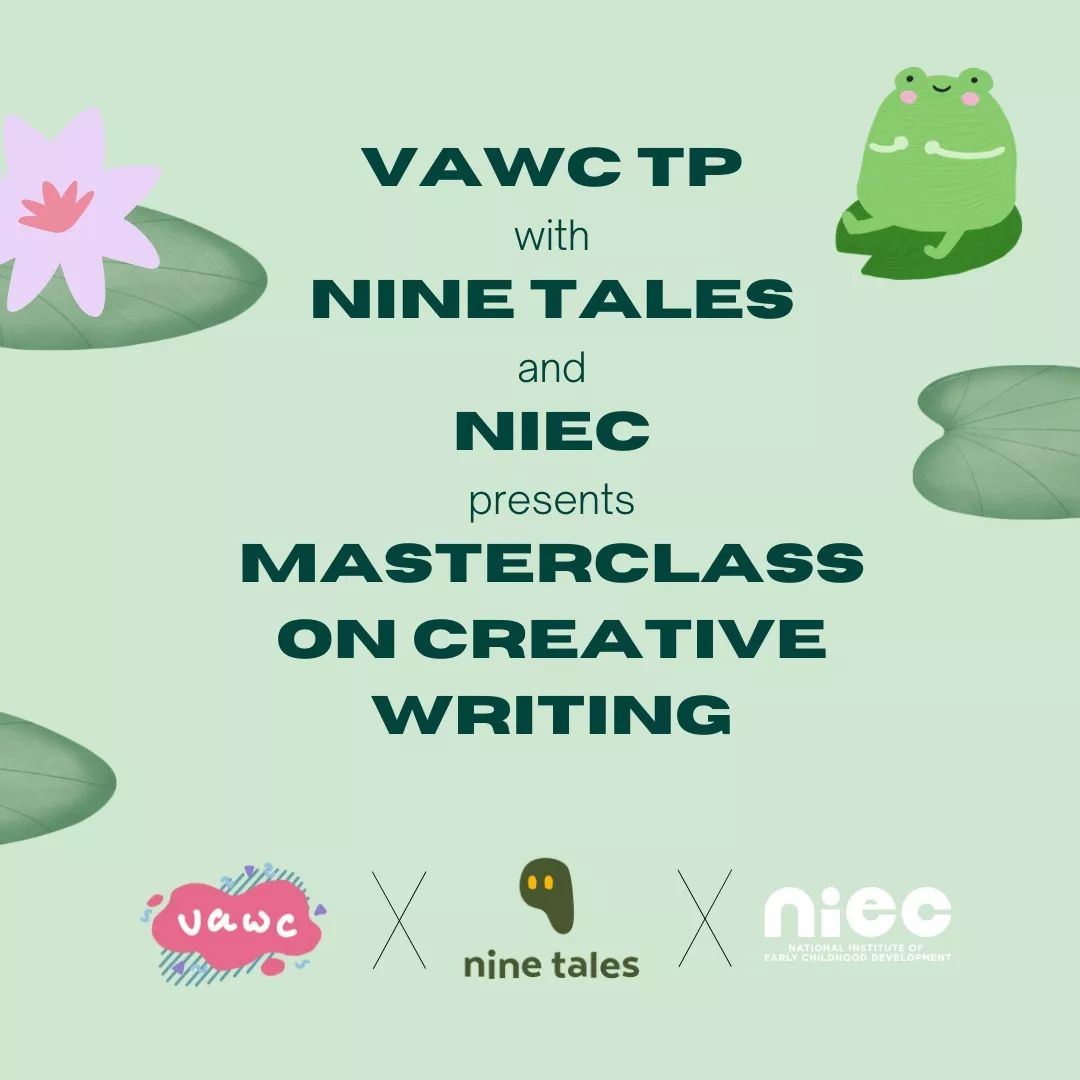 VAWC TP
with
NINE TALES
and
NIEC
presents
MASTERCLASS
ON CREATIVE
WRITING
vawc
nine tales
niec
NATIONAL INSTITUTE OF
EARLY CHILDHOOD DEVELOPMENT